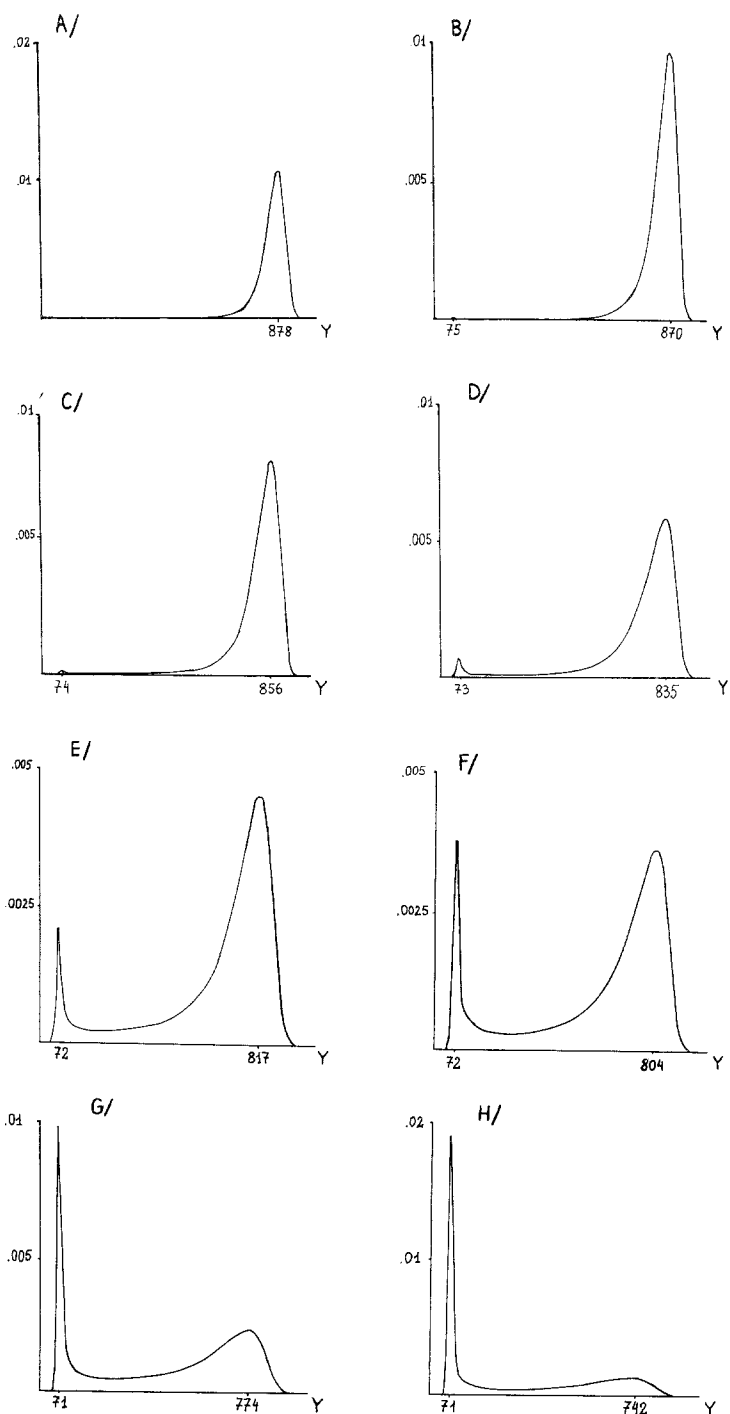 A/
.02
.01
878 Y
B/
.01
.005
75 870 Y
C/
.01
.005
74 856 Y
D/
.01
.005
73 835 Y
E/
.005
.0025
72 817 Y
F/
.005
.0025
72 804 Y
G/
.01
.005
71 774 Y
H/
.02
.01
71 742 Y